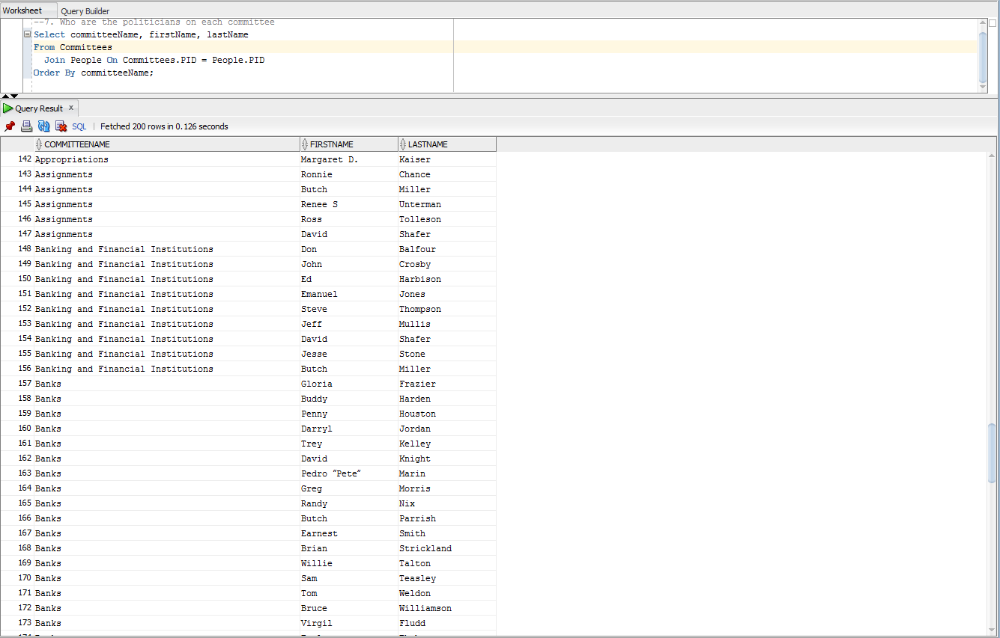 Worksheet Query Builder
--7. Who are the politicians on each committee
Select committeeName, firstName, lastName
From Committees
Join People On Committees.PID = People.PID
Order By committeeName;
Query Result x
SQL | Fetched 200 rows in 0.126 seconds
COMMITTEENAME FIRSTNAME LASTNAME
142 Appropriations Margaret D. Kaiser
143 Assignments Ronnie Chance
144 Assignments Butch Miller
145 Assignments Renee S Unterman
146 Assignments Ross Tolleson
147 Assignments David Shafer
148 Banking and Financial Institutions Don Balfour
149 Banking and Financial Institutions John Crosby
150 Banking and Financial Institutions Ed Harbison
151 Banking and Financial Institutions Emanuel Jones
152 Banking and Financial Institutions Steve Thompson
153 Banking and Financial Institutions Jeff Mullis
154 Banking and Financial Institutions David Shafer
155 Banking and Financial Institutions Jesse Stone
156 Banking and Financial Institutions Butch Miller
157 Banks Gloria Frazier
158 Banks Buddy Harden
159 Banks Penny Houston
160 Banks Darryl Jordan
161 Banks Trey Kelley
162 Banks David Knight
163 Banks Pedro “Pete” Marin
164 Banks Greg Morris
165 Banks Randy Nix
166 Banks Butch Parrish
167 Banks Earnest Smith
168 Banks Brian Strickland
169 Banks Willie Talton
170 Banks Sam Teasley
171 Banks Tom Weldon
172 Banks Bruce Williamson
173 Banks Virgil Fludd